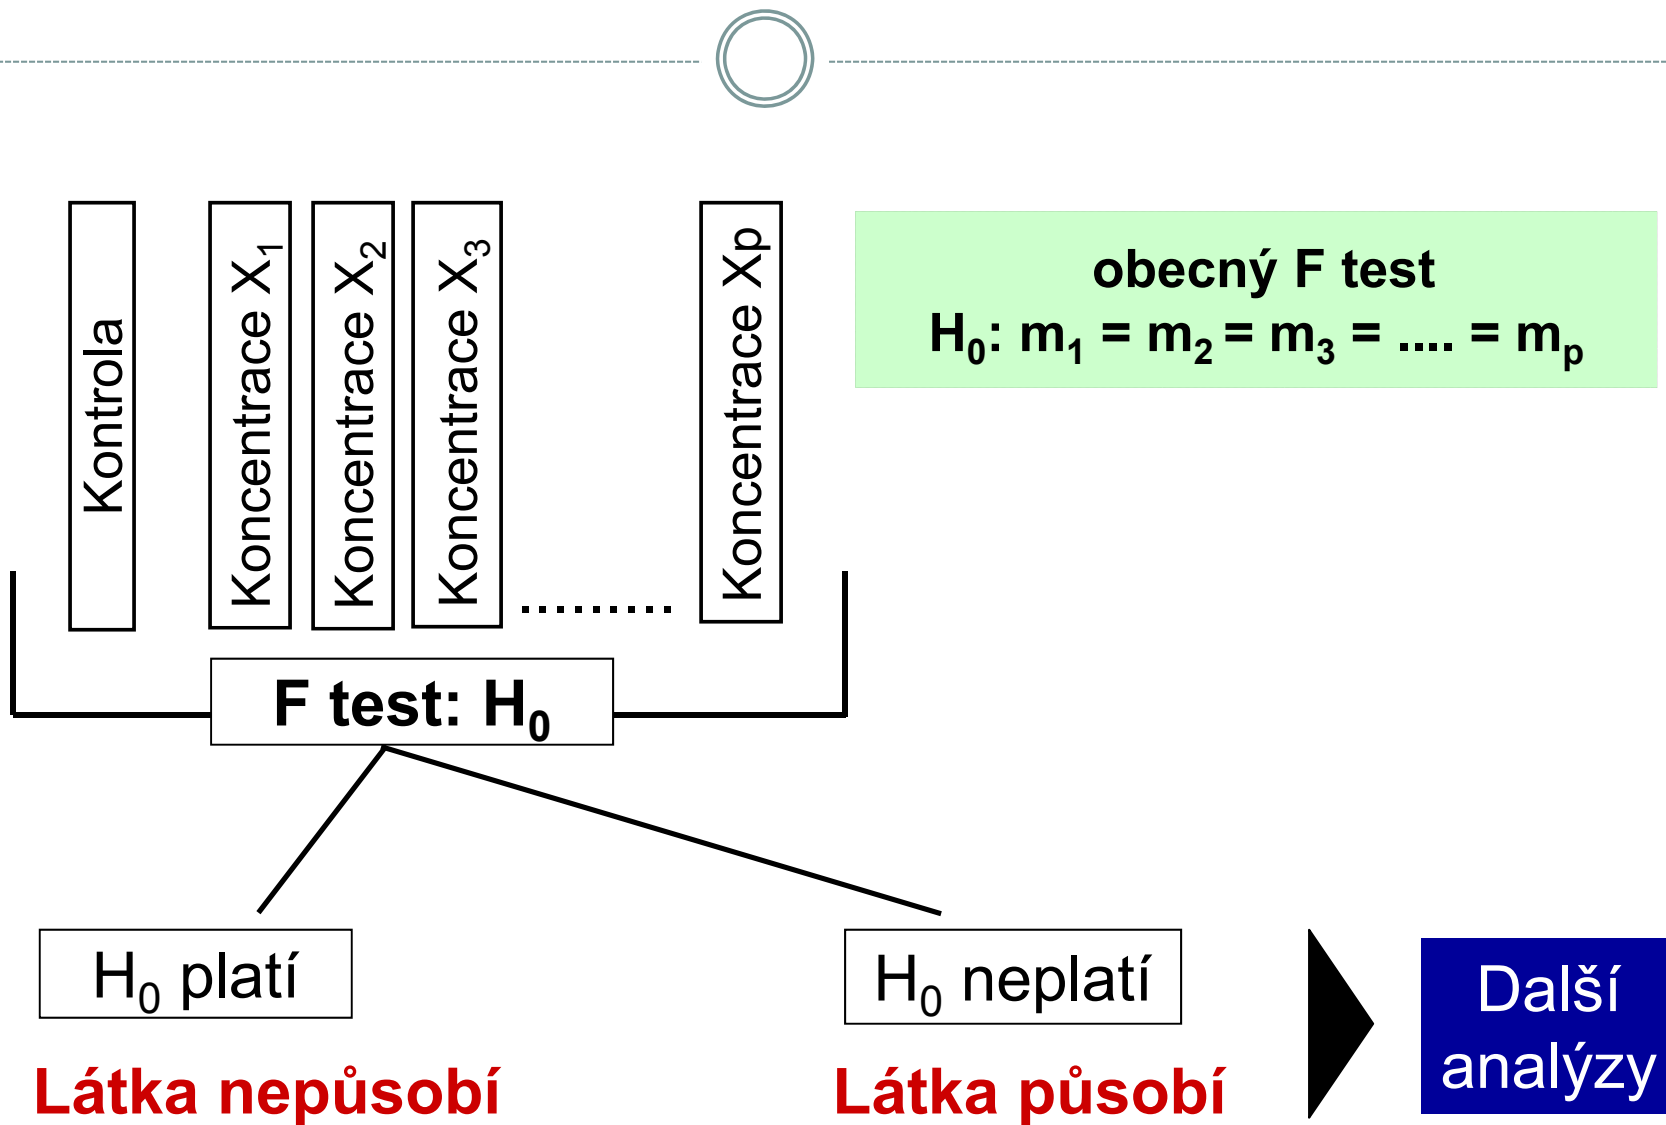 Kontrola
Koncentrace X₁
Koncentrace X₂
Koncentrace X₃
.........
Koncentrace Xp
obecný F test
H₀: m₁ = m₂ = m₃ = .... = mₚ
F test: H₀
H₀ platí
H₀ neplatí
Látka nepůsobí
Látka působí
Další
analýzy